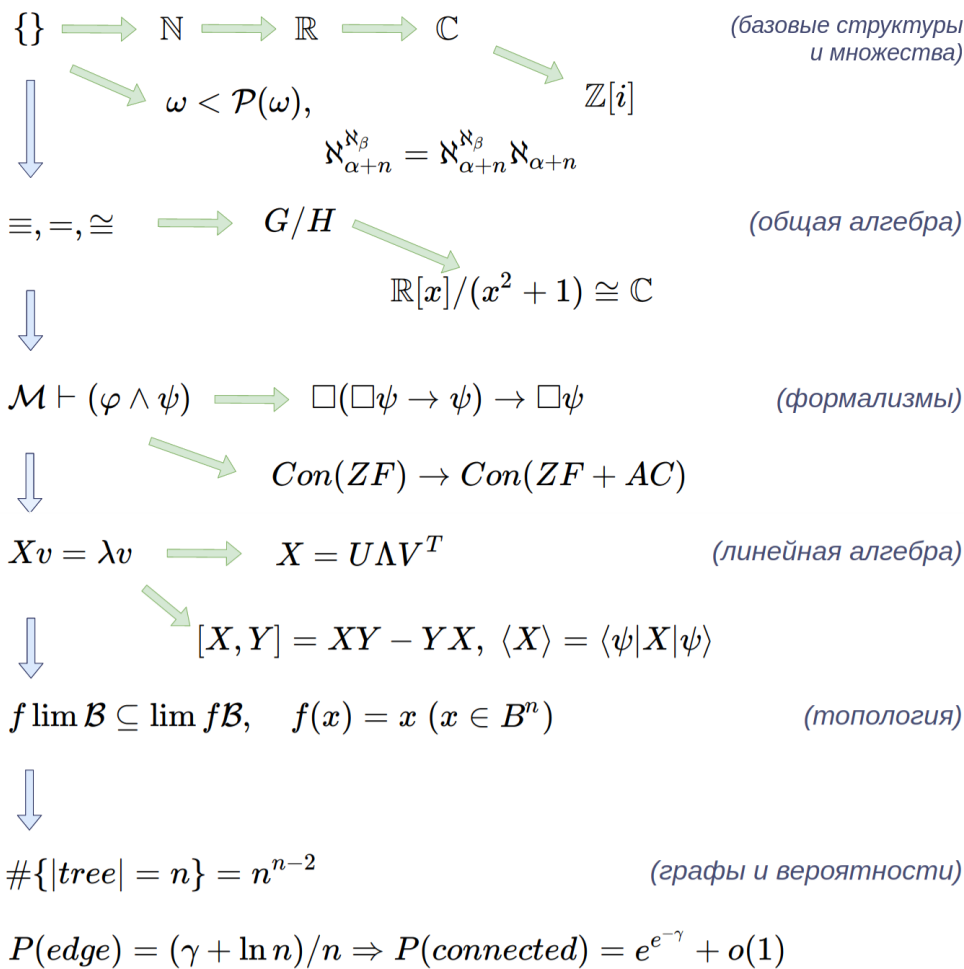 {} ℕ ℝ ℂ (базовые структуры
и множества)
ω < 𝒫(ω), ℤ[i]
ℵ_{α+n}^{ℵ_β} = ℵ_{α+n}^{ℵ_β} ℵ_{α+n}
≡, =, ≅ G/H (общая алгебра)
ℝ[x]/(x² + 1) ≅ ℂ
ℳ ⊢ (φ ∧ ψ) □(□ψ → ψ) → □ψ (формализмы)
Con(ZF) → Con(ZF + AC)
Xv = λv X = UΛV^T (линейная алгебра)
[X, Y] = XY − YX, ⟨X⟩ = ⟨ψ|X|ψ⟩
f lim ℬ ⊆ lim fℬ, f(x) = x (x ∈ B^n) (топология)
#{|tree| = n} = n^{n−2} (графы и вероятности)
P(edge) = (γ + ln n)/n ⇒ P(connected) = e^{e^{−γ}} + o(1)